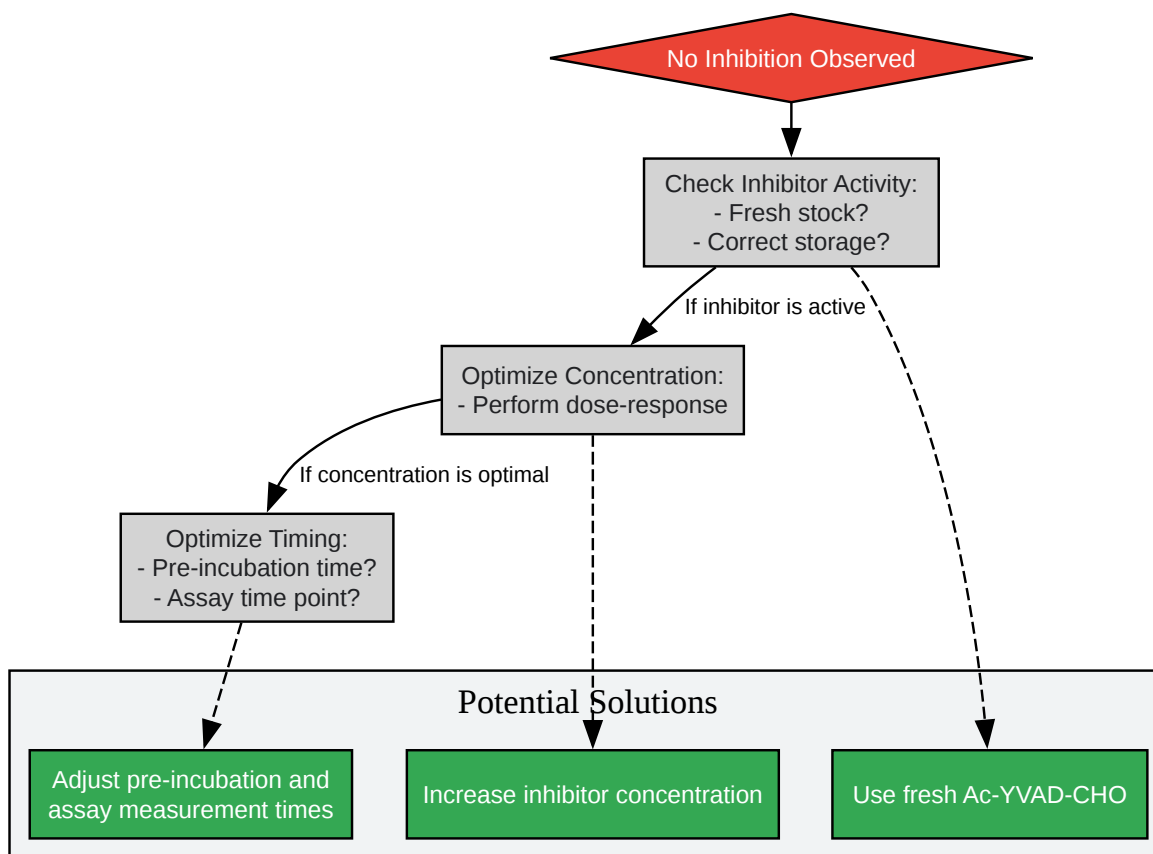 No Inhibition Observed
Check Inhibitor Activity:
- Fresh stock?
- Correct storage?
If inhibitor is active
Optimize Concentration:
- Perform dose-response
If concentration is optimal
Optimize Timing:
- Pre-incubation time?
- Assay time point?
Potential Solutions
Adjust pre-incubation and
assay measurement times
Increase inhibitor concentration
Use fresh Ac-YVAD-CHO